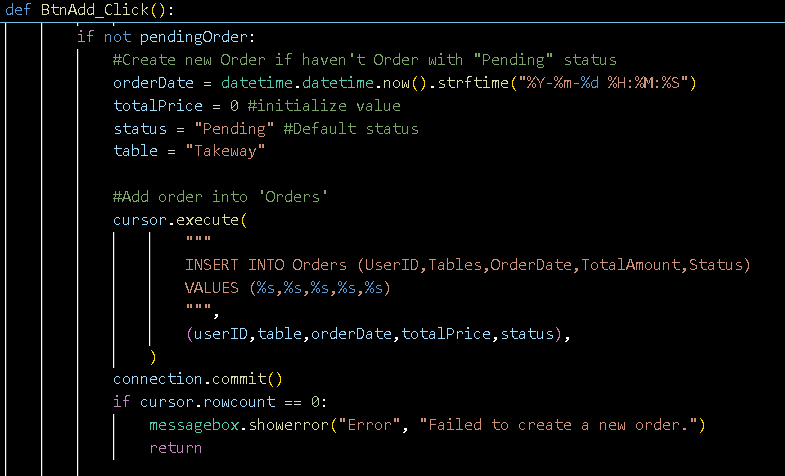 def BtnAdd_Click():
if not pendingOrder:
#Create new Order if haven't Order with "Pending" status
orderDate = datetime.datetime.now().strftime("%Y-%m-%d %H:%M:%S")
totalPrice = 0 #initialize value
status = "Pending" #Default status
table = "Takeway"
#Add order into 'Orders'
cursor.execute(
"""
INSERT INTO Orders (UserID,Tables,OrderDate,TotalAmount,Status)
VALUES (%s,%s,%s,%s,%s)
""",
(userID,table,orderDate,totalPrice,status),
)
connection.commit()
if cursor.rowcount == 0:
messagebox.showerror("Error", "Failed to create a new order.")
return